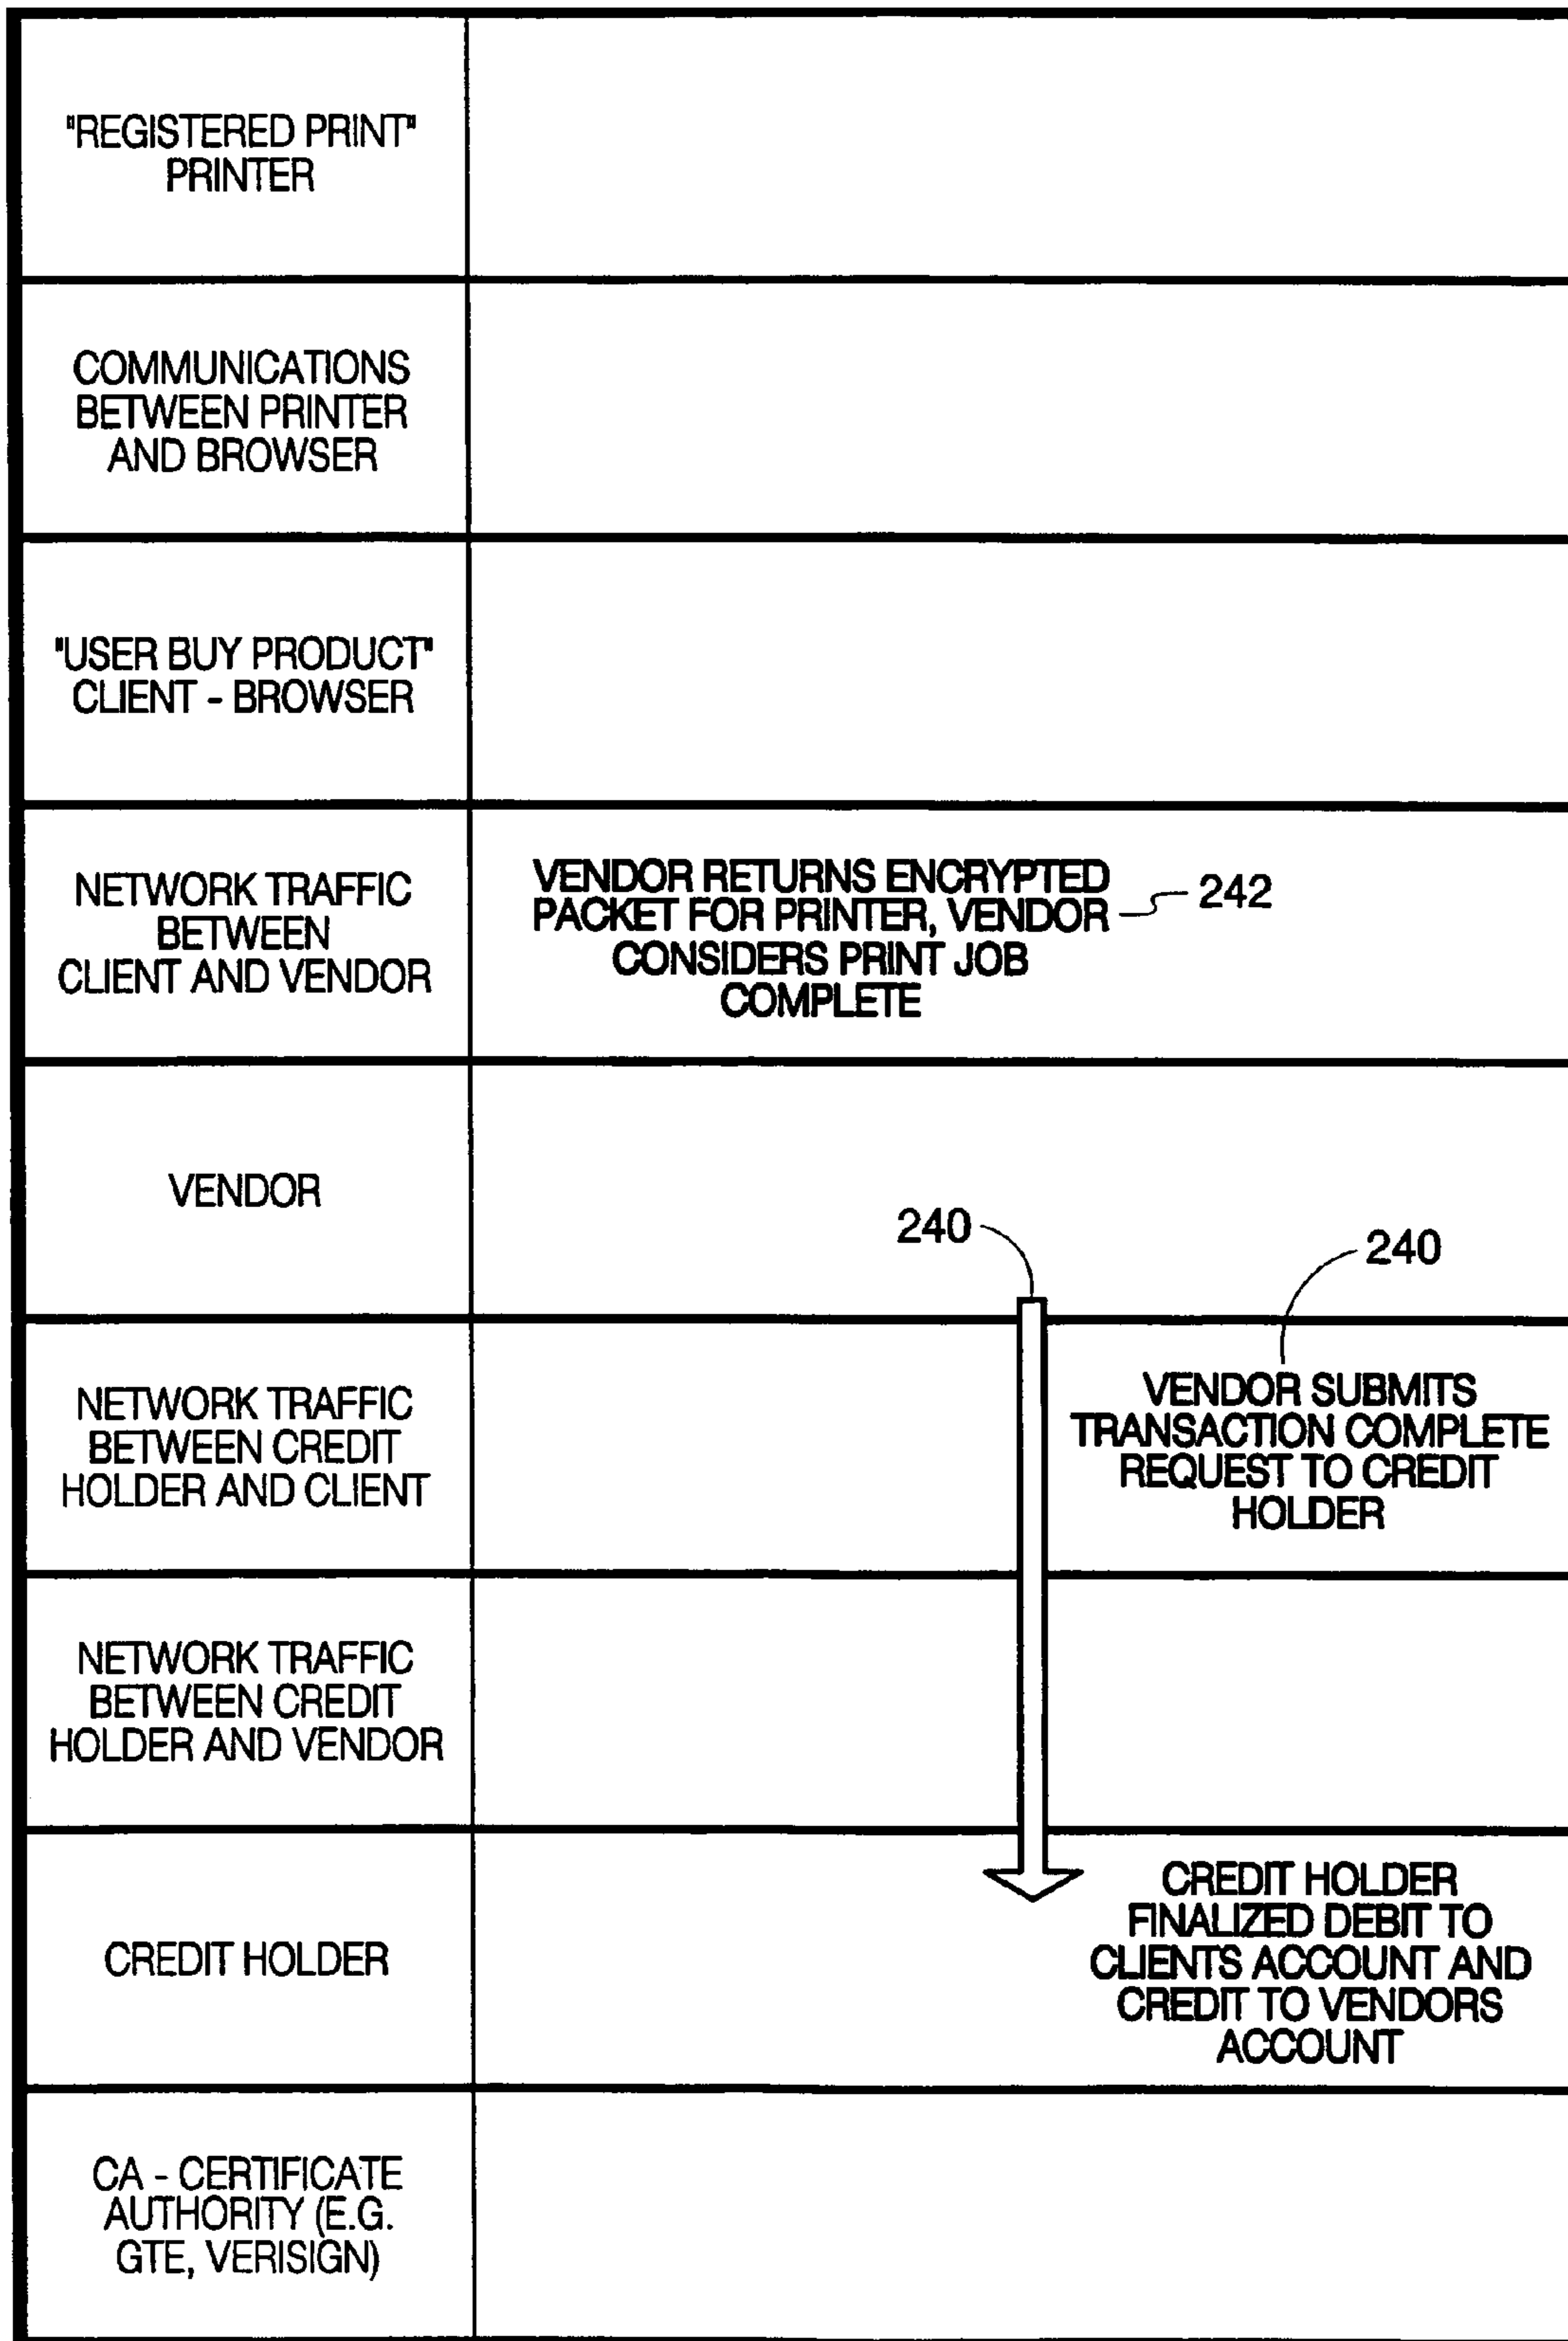 "REGISTERED PRINT"
PRINTER
COMMUNICATIONS
BETWEEN PRINTER
AND BROWSER
"USER BUY PRODUCT"
CLIENT - BROWSER
NETWORK TRAFFIC
BETWEEN
CLIENT AND VENDOR
VENDOR RETURNS ENCRYPTED
PACKET FOR PRINTER, VENDOR
CONSIDERS PRINT JOB
COMPLETE
242
VENDOR
240
240
NETWORK TRAFFIC
BETWEEN CREDIT
HOLDER AND CLIENT
VENDOR SUBMITS
TRANSACTION COMPLETE
REQUEST TO CREDIT
HOLDER
NETWORK TRAFFIC
BETWEEN CREDIT
HOLDER AND VENDOR
CREDIT HOLDER
CREDIT HOLDER
FINALIZED DEBIT TO
CLIENTS ACCOUNT AND
CREDIT TO VENDORS
ACCOUNT
CA - CERTIFICATE
AUTHORITY (E.G.
GTE, VERISIGN)